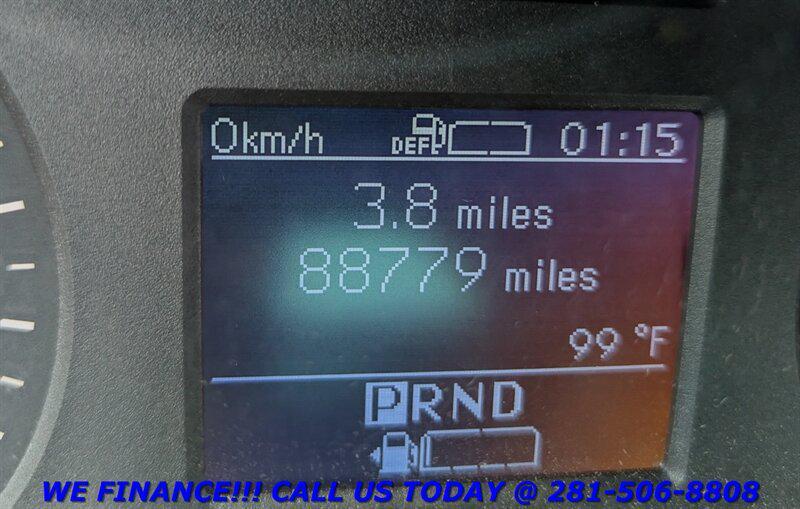 0km/h DEF 01:15
3.8 miles
88779 miles
99 °F
PRND
WE FINANCE!!! CALL US TODAY @ 281-506-8808